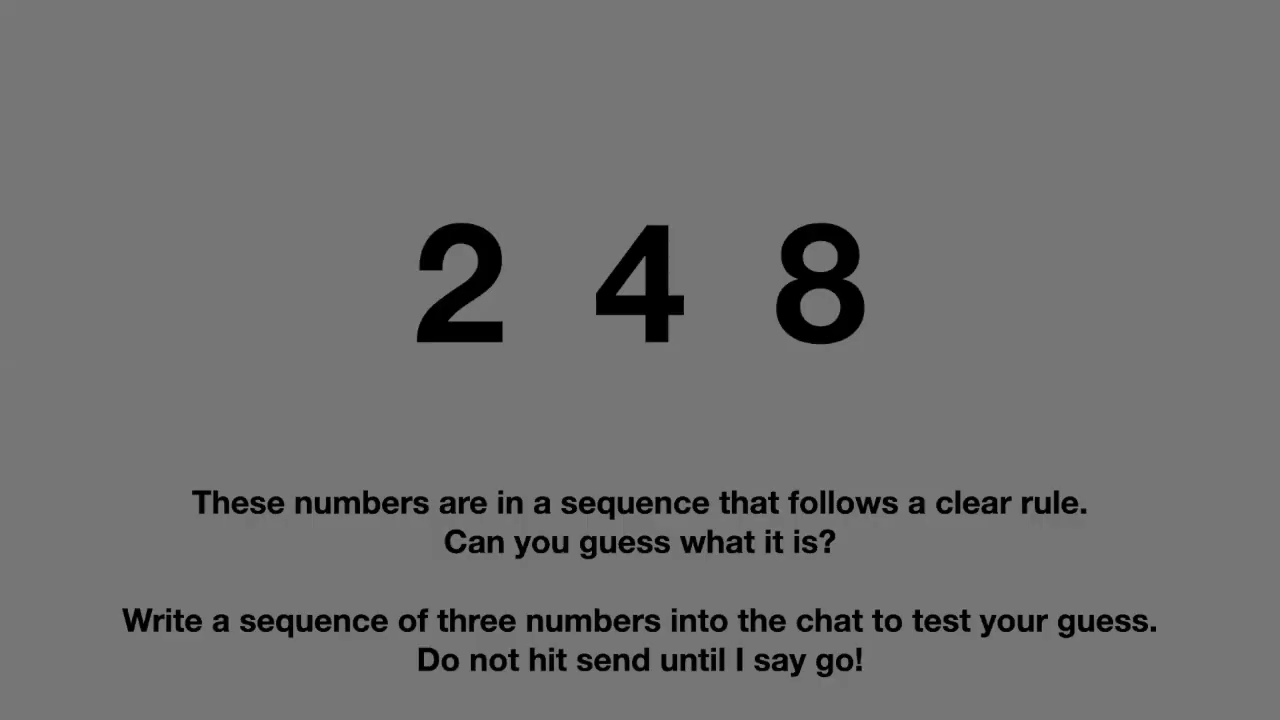 2 4 8
These numbers are in a sequence that follows a clear rule.
Can you guess what it is?
Write a sequence of three numbers into the chat to test your guess.
Do not hit send until I say go!